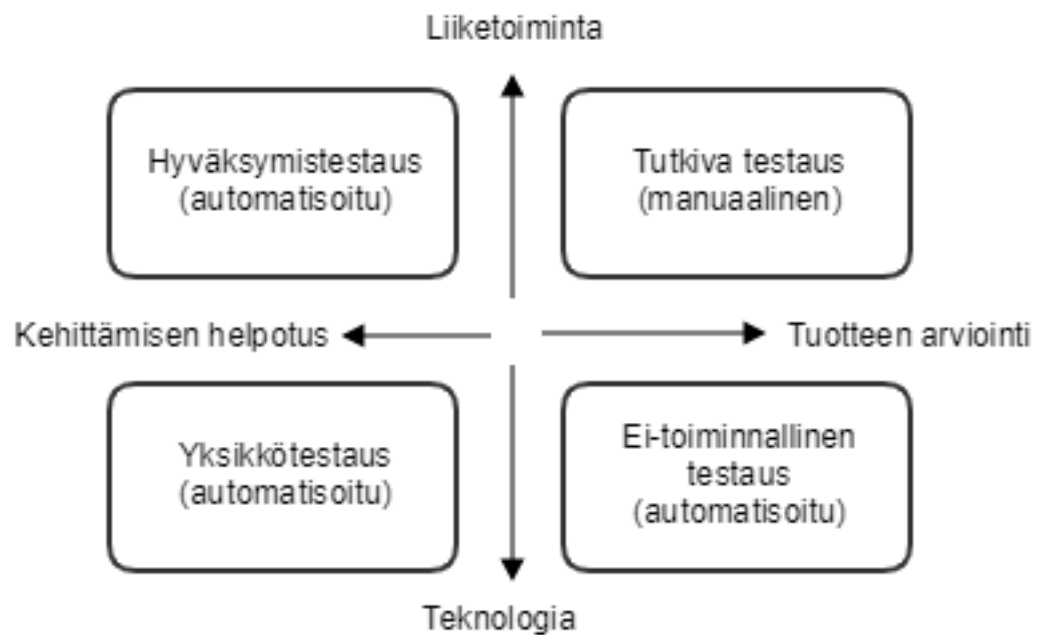 Liiketoiminta
Hyväksymistestaus
(automatisoitu)
Tutkiva testaus
(manuaalinen)
Kehittämisen helpotus
Tuotteen arviointi
Yksikkötestaus
(automatisoitu)
Ei-toiminnallinen
testaus
(automatisoitu)
Teknologia